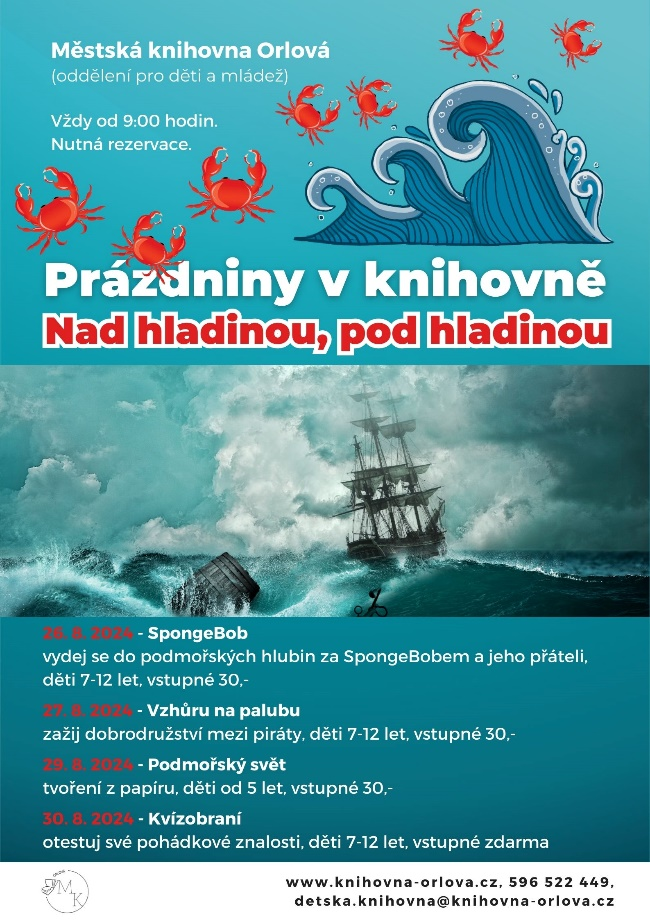 Městská knihovna Orlová
(oddělení pro děti a mládež)
Vždy od 9:00 hodin.
Nutná rezervace.
Prázdniny v knihovně
Nad hladinou, pod hladinou
26. 8. 2024 - SpongeBob
vydej se do podmořských hlubin za SpongeBobem a jeho přáteli,
děti 7-12 let, vstupné 30,-
27. 8. 2024 - Vzhůru na palubu
zažij dobrodružství mezi piráty, děti 7-12 let, vstupné 30,-
29. 8. 2024 - Podmořský svět
tvoření z papíru, děti od 5 let, vstupné 30,-
30. 8. 2024 - Kvízobraní
otestuj své pohádkové znalosti, děti 7-12 let, vstupné zdarma
www.knihovna-orlova.cz, 596 522 449,
detska.knihovna@knihovna-orlova.cz
MK